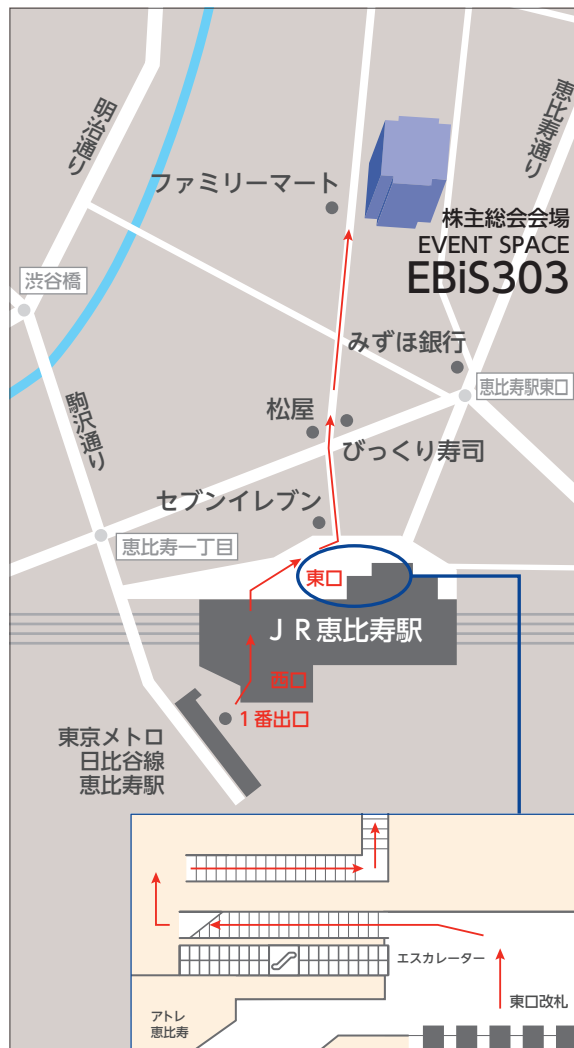 明治通り
恵比寿通り
ファミリーマート
株主総会会場
EVENT SPACE
EBiS303
渋谷橋
みずほ銀行
恵比寿駅東口
駒沢通り
松屋
びっくり寿司
セブンイレブン
恵比寿一丁目
東口
ＪＲ恵比寿駅
西口
1番出口
東京メトロ
日比谷線
恵比寿駅
エスカレーター
東口改札
アトレ
恵比寿